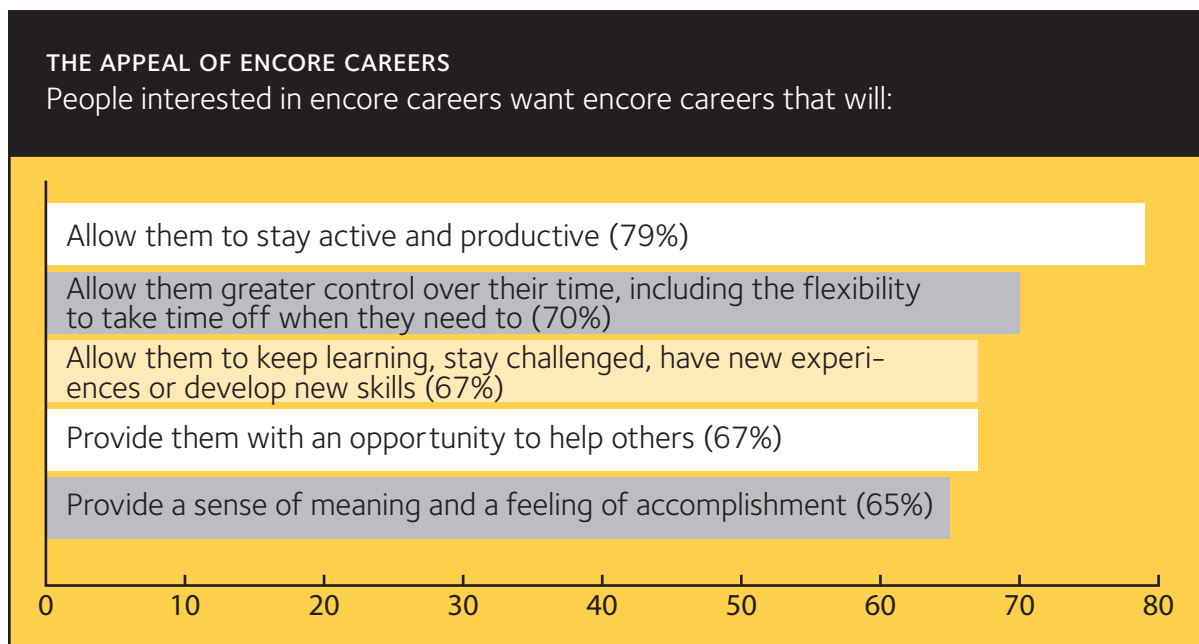 THE APPEAL OF ENCORE CAREERS
People interested in encore careers want encore careers that will:
Allow them to stay active and productive (79%)
Allow them greater control over their time, including the flexibility
to take time off when they need to (70%)
Allow them to keep learning, stay challenged, have new experi-
ences or develop new skills (67%)
Provide them with an opportunity to help others (67%)
Provide a sense of meaning and a feeling of accomplishment (65%)
0 10 20 30 40 50 60 70 80